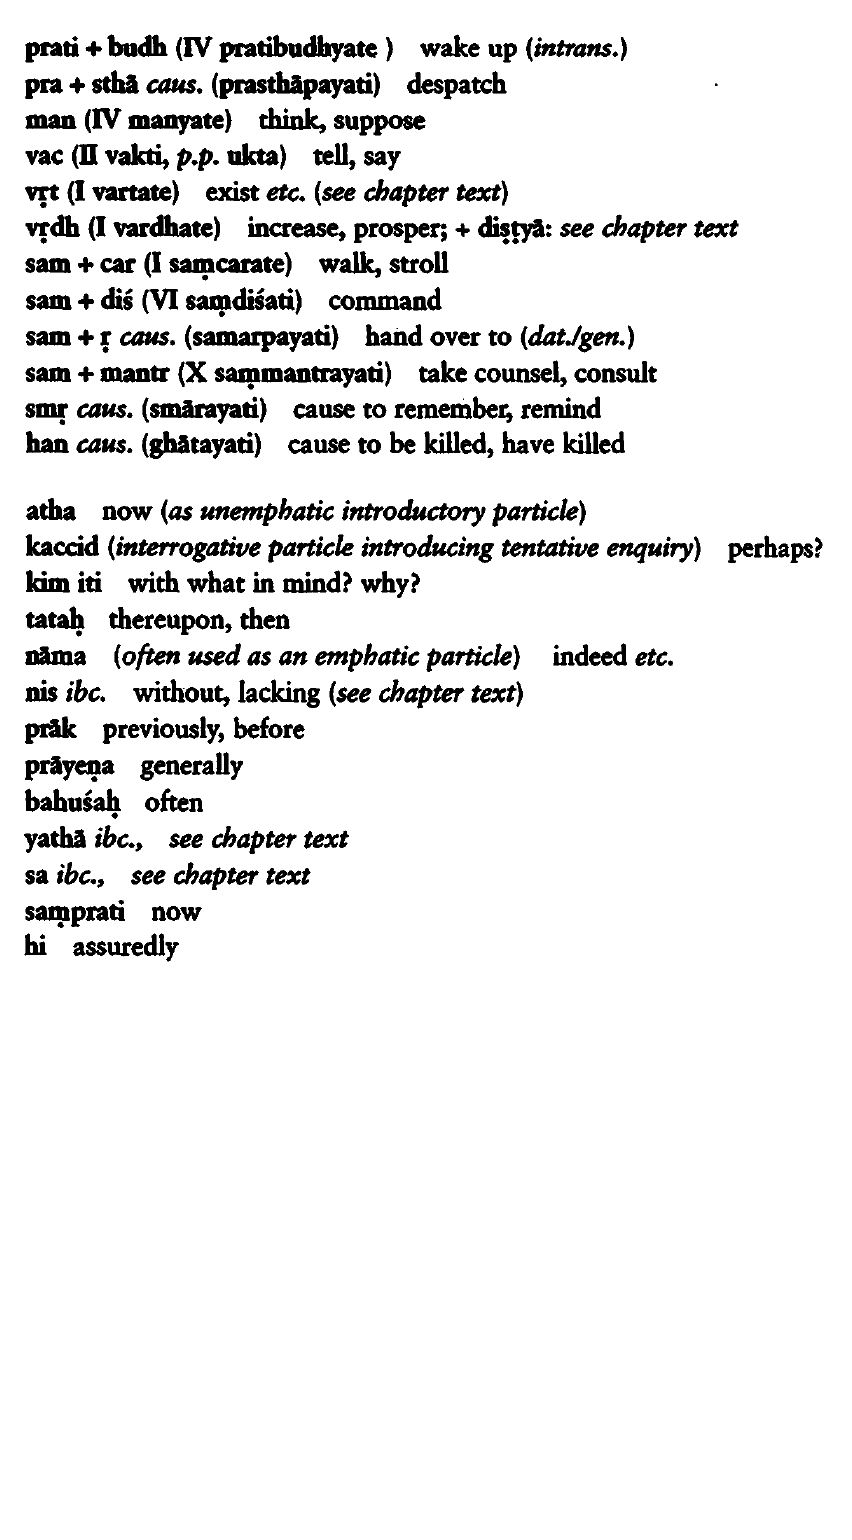 prati + budh (IV pratibudhyate ) wake up (intrans.)
pra + sthā caus. (prasthāpayati) despatch
man (IV manyate) think, suppose
vac (II vakti, p.p. ukta) tell, say
vṛt (I vartate) exist etc. (see chapter text)
vṛdh (I vardhate) increase, prosper; + diṣṭyā: see chapter text
sam + car (I saṃcarate) walk, stroll
sam + diś (VI saṃdiśati) command
sam + ṛ caus. (samarpayati) hand over to (dat./gen.)
sam + mantr (X saṃmantrayati) take counsel, consult
smṛ caus. (smārayati) cause to remember, remind
han caus. (ghātayati) cause to be killed, have killed
atha now (as unemphatic introductory particle)
kaccid (interrogative particle introducing tentative enquiry) perhaps?
kim iti with what in mind? why?
tataḥ thereupon, then
nāma (often used as an emphatic particle) indeed etc.
nis ibc. without, lacking (see chapter text)
prāk previously, before
prāyeṇa generally
bahuśaḥ often
yathā ibc., see chapter text
sa ibc., see chapter text
saṃprati now
hi assuredly